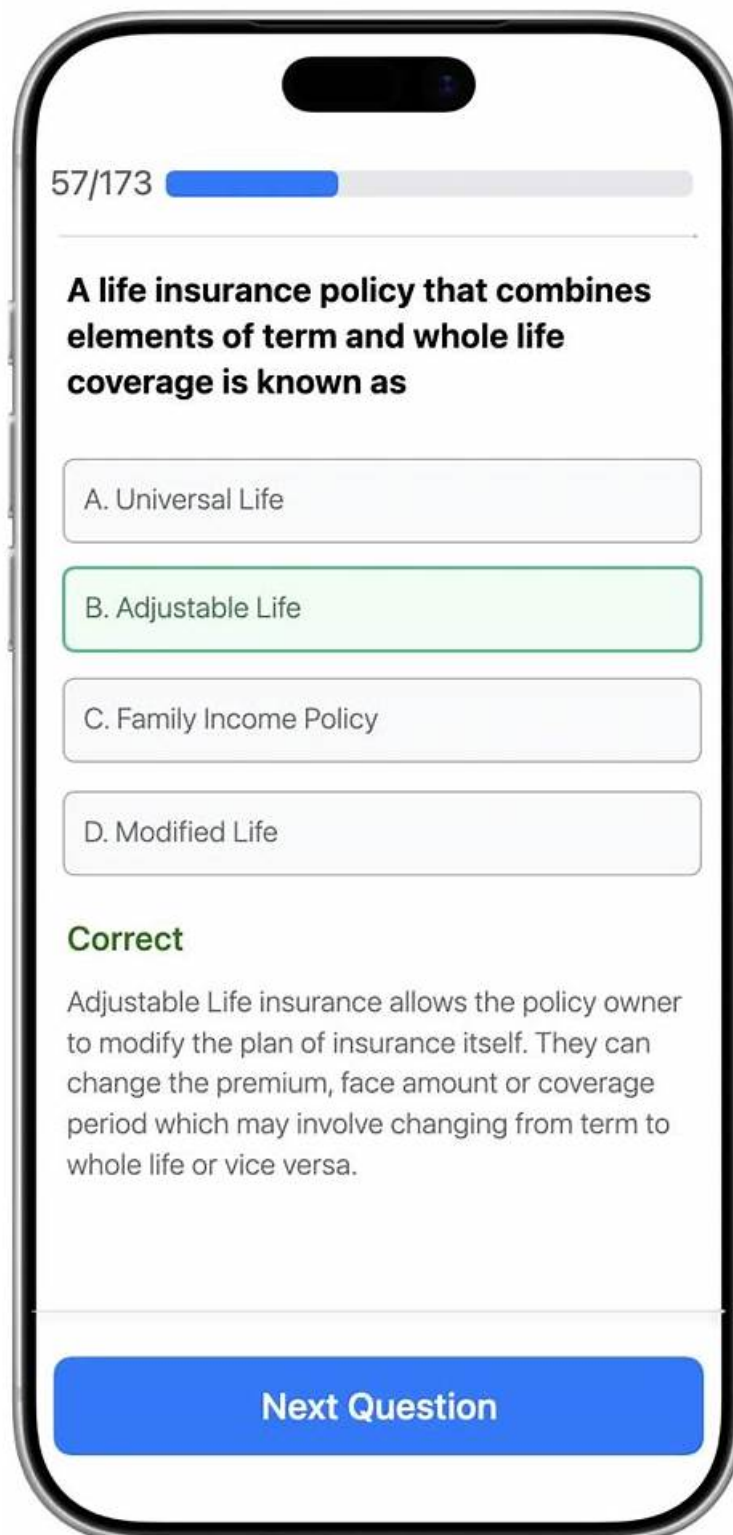 57/173
A life insurance policy that combines
elements of term and whole life
coverage is known as
A. Universal Life
B. Adjustable Life
C. Family Income Policy
D. Modified Life
Correct
Adjustable Life insurance allows the policy owner
to modify the plan of insurance itself. They can
change the premium, face amount or coverage
period which may involve changing from term to
whole life or vice versa.
Next Question